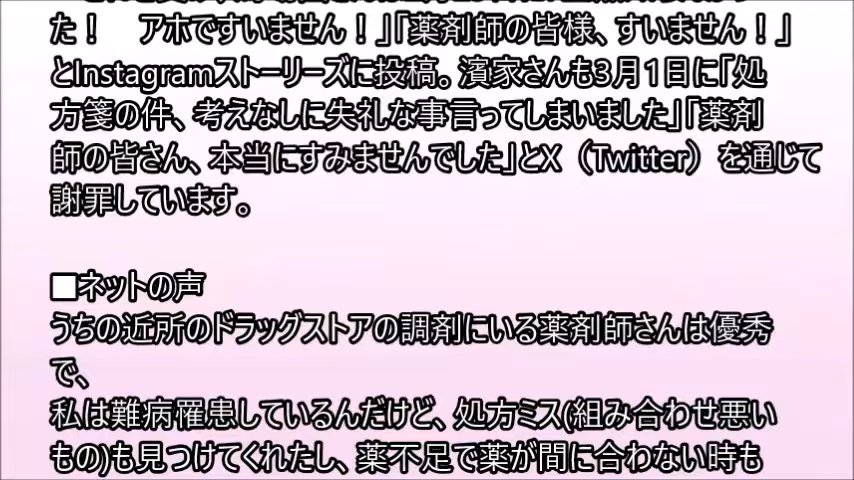 た！　アホですいません！」「薬剤師の皆様、すいません！」
とInstagramストーリーズに投稿。濱家さんも3月1日に「処
方箋の件、考えなしに失礼な事言ってしまいました」「薬剤
師の皆さん、本当にすみませんでした」とX（Twitter）を通じて
謝罪しています。
■ネットの声
うちの近所のドラッグストアの調剤にいる薬剤師さんは優秀
で、
私は難病罹患しているんだけど、処方ミス(組み合わせ悪い
もの)も見つけてくれたし、薬不足で薬が間に合わない時も